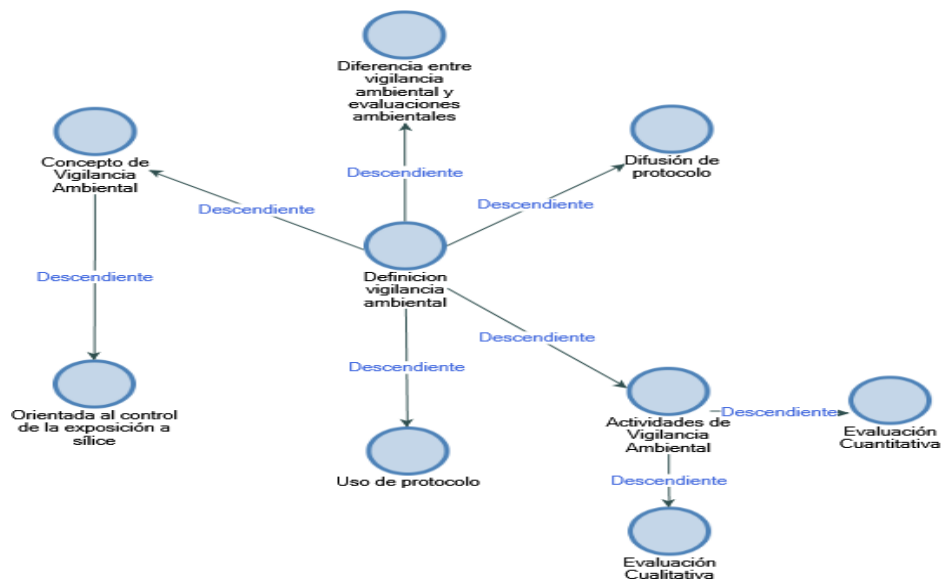 Diferencia entre
vigilancia
ambiental y
evaluaciones
ambientales
Concepto de
Vigilancia
Ambiental
Difusión de
protocolo
Descendiente
Descendiente
Descendiente
Definicion
vigilancia
ambiental
Descendiente
Descendiente
Descendiente
Orientada al control
de la exposición a
sílice
Uso de protocolo
Actividades de
Vigilancia
Ambiental
Descendiente
Evaluación
Cuantitativa
Descendiente
Evaluación
Cualitativa